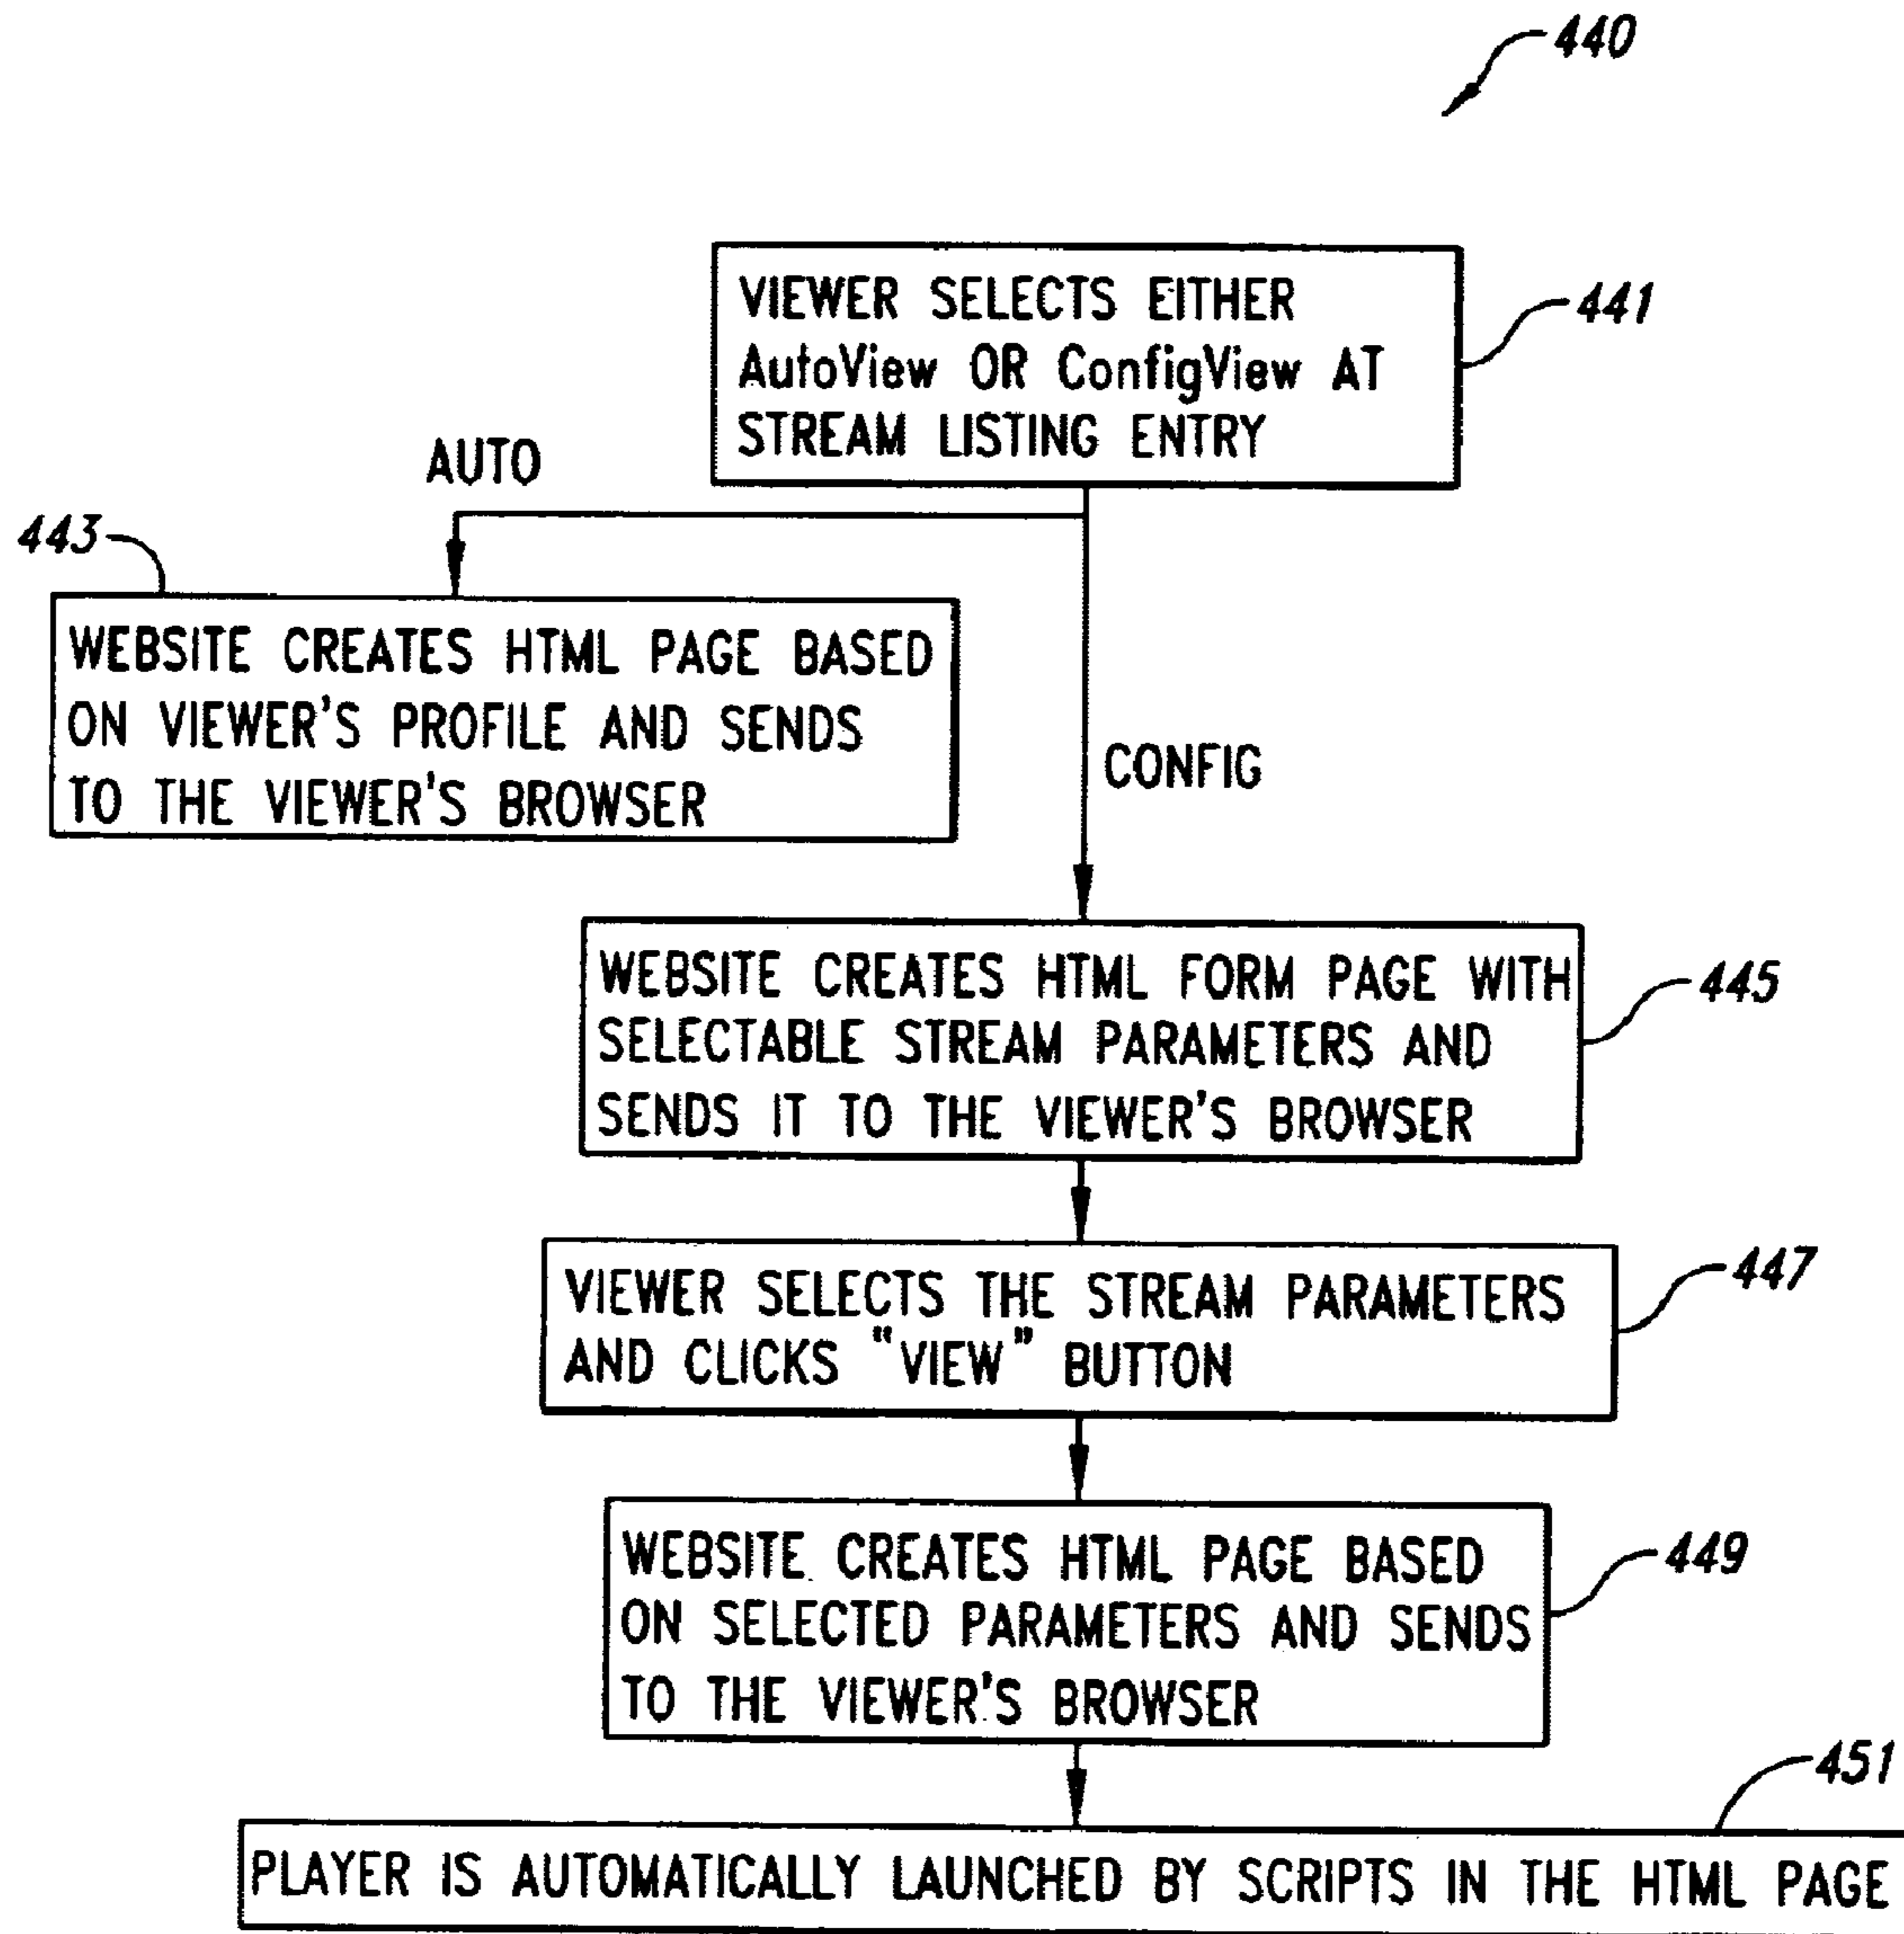 440
VIEWER SELECTS EITHER
AutoView OR ConfigView AT
STREAM LISTING ENTRY
441
AUTO
443
WEBSITE CREATES HTML PAGE BASED
ON VIEWER'S PROFILE AND SENDS
TO THE VIEWER'S BROWSER
CONFIG
WEBSITE CREATES HTML FORM PAGE WITH
SELECTABLE STREAM PARAMETERS AND
SENDS IT TO THE VIEWER'S BROWSER
445
VIEWER SELECTS THE STREAM PARAMETERS
AND CLICKS "VIEW" BUTTON
447
WEBSITE CREATES HTML PAGE BASED
ON SELECTED PARAMETERS AND SENDS
TO THE VIEWER'S BROWSER
449
451
PLAYER IS AUTOMATICALLY LAUNCHED BY SCRIPTS IN THE HTML PAGE